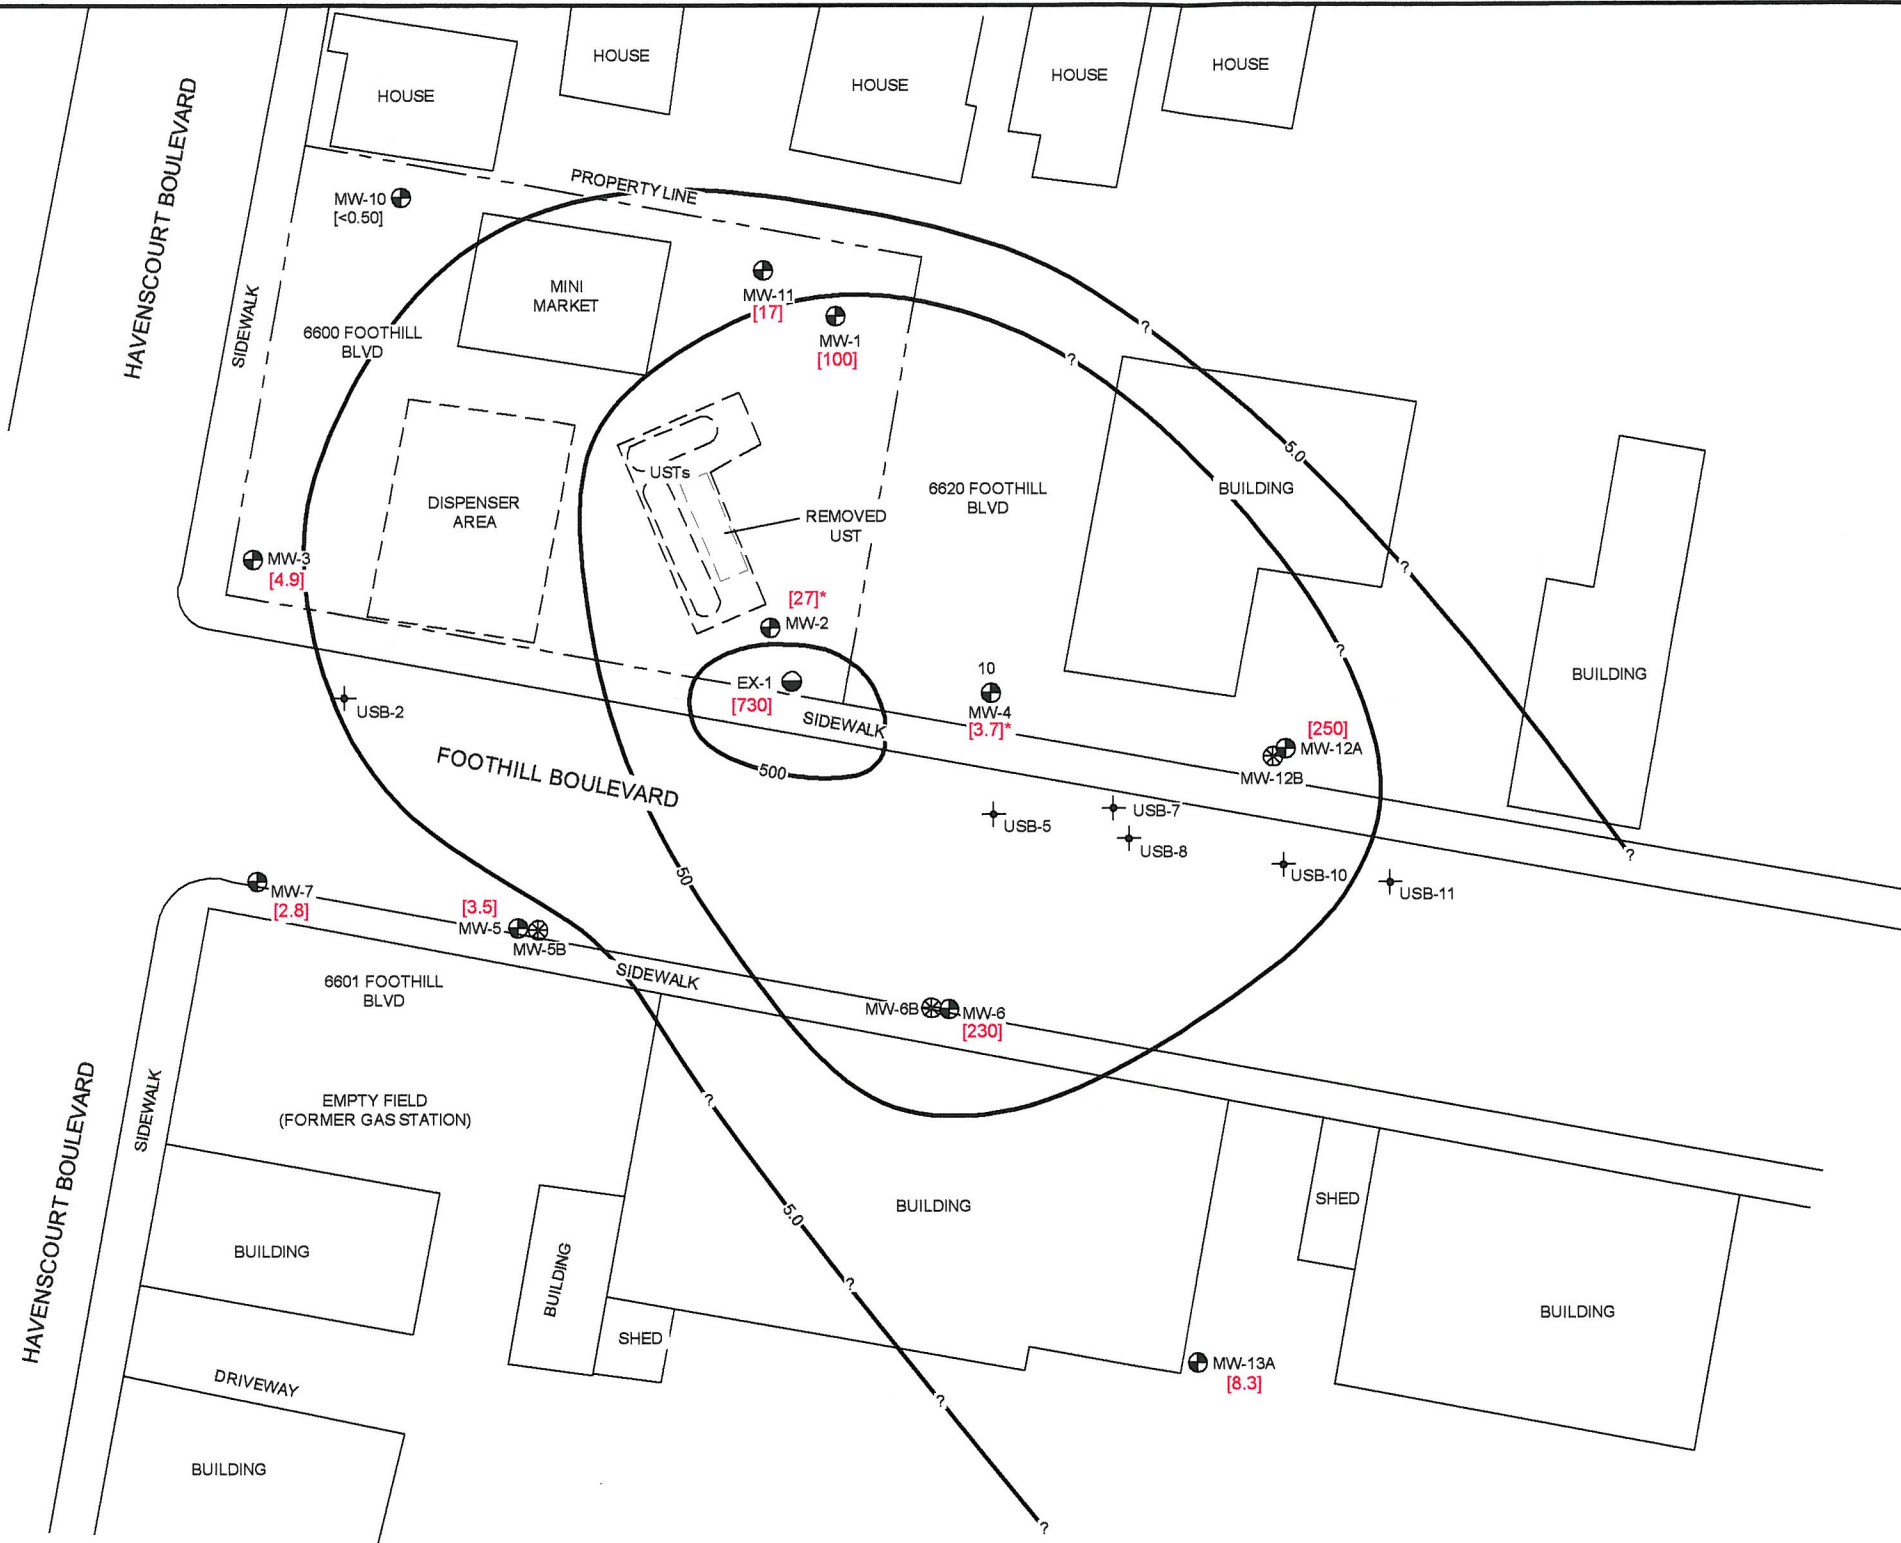 HOUSE
HOUSE
HOUSE
HOUSE
HOUSE
HAVENSCOURT BOULEVARD
SIDEWALK
PROPERTY LINE
MW-10
[<0.50]
MINI
MARKET
MW-11
[17]
MW-1
[100]
6600 FOOTHILL
BLVD
?
?
5.0
?
?
USTs
REMOVED
UST
6620 FOOTHILL
BLVD
BUILDING
DISPENSER
AREA
MW-3
[4.9]
[27]*
MW-2
EX-1
[730]
SIDEWALK
500
10
MW-4
[3.7]*
[250]
MW-12A
MW-12B
BUILDING
USB-2
FOOTHILL BOULEVARD
USB-5
USB-7
USB-8
USB-10
USB-11
?
50
MW-7
[2.8]
[3.5]
MW-5
MW-5B
SIDEWALK
MW-6B
MW-6
[230]
6601 FOOTHILL
BLVD
EMPTY FIELD
(FORMER GAS STATION)
HAVENSCOURT BOULEVARD
SIDEWALK
?
5.0
?
?
?
BUILDING
BUILDING
BUILDING
SHED
SHED
BUILDING
MW-13A
[8.3]
DRIVEWAY
BUILDING